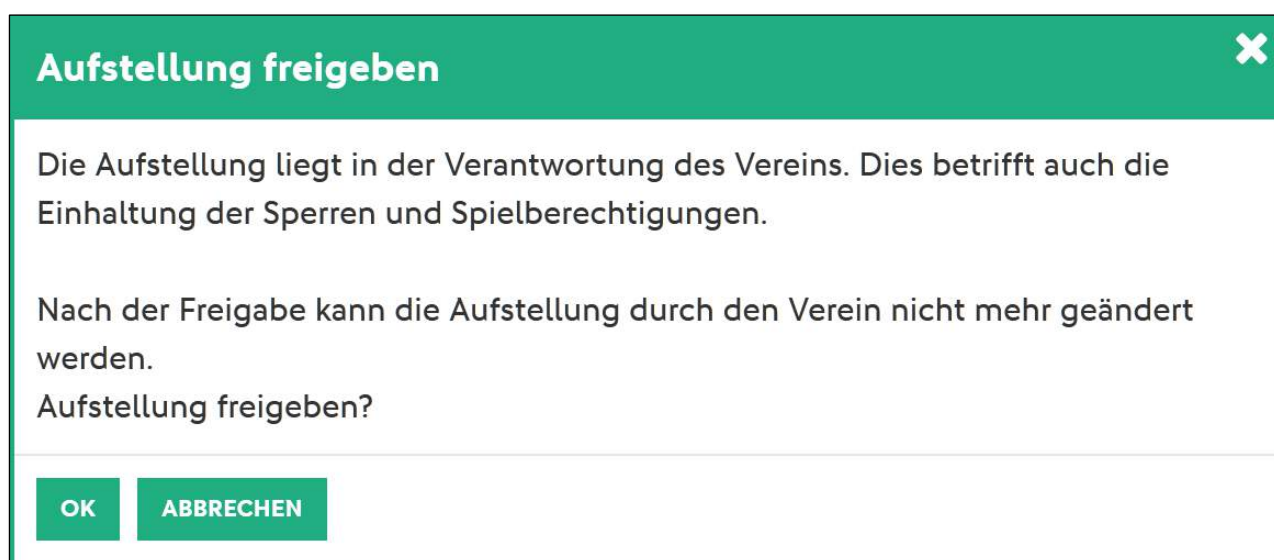 Aufstellung freigeben
Die Aufstellung liegt in der Verantwortung des Vereins. Dies betrifft auch die
Einhaltung der Sperren und Spielberechtigungen.
Nach der Freigabe kann die Aufstellung durch den Verein nicht mehr geändert
werden.
Aufstellung freigeben?
OK
ABBRECHEN